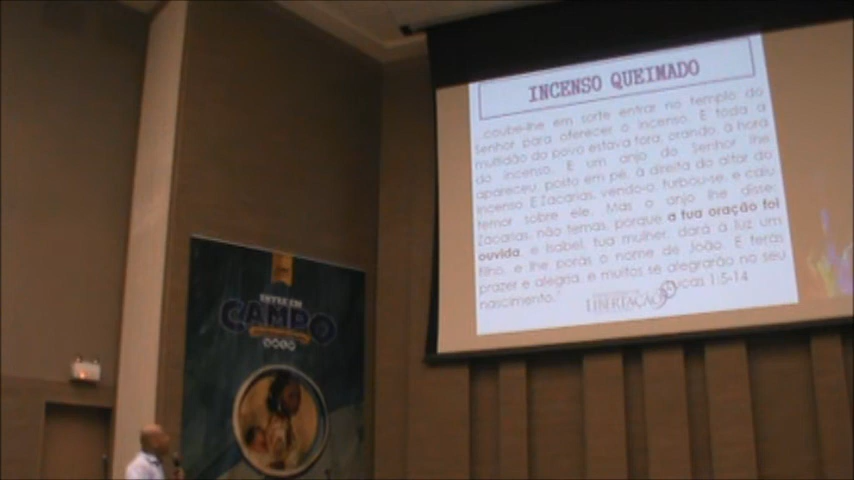 INCENSO QUEIMADO
coube-lhe em sorte entrar no templo do
Senhor para oferecer o incenso. E toda a
multidão do povo estava fora, orando, à hora
do incenso. E um anjo do Senhor lhe
apareceu, posto em pé, à direita do altar do
incenso. E Zacarias, vendo-o, turbou-se, e caiu
temor sobre ele. Mas o anjo lhe disse:
Zacarias, não temas, porque a tua oração foi
ouvida, e Isabel, tua mulher, dará à luz um
filho, e lhe porás o nome de João. E terás
prazer e alegria, e muitos se alegrarão no seu
nascimento. Lucas 1:5-14
LIBERTAÇÃO
ENTRE EM
CAMPO